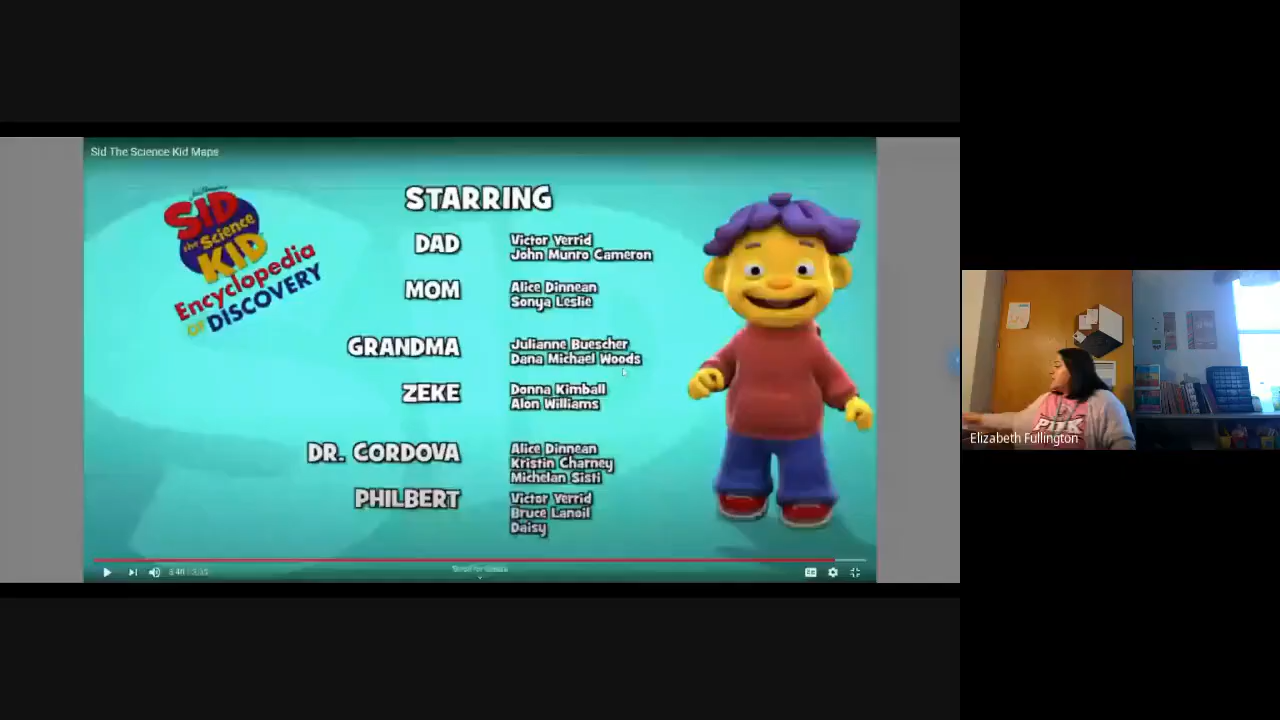 Sid The Science Kid Maps
SID
the Science
KID
Encyclopedia
OF DISCOVERY
STARRING
DAD
Victor Yerrid
John Munro Cameron
MOM
Alice Dinnean
Sonya Leslie
GRANDMA
Julianne Buescher
Dana Michael Woods
ZEKE
Donna Kimball
Alon Williams
DR. CORDOVA
Alice Dinnean
Kristin Charney
Michelan Sisti
PHILBERT
Victor Yerrid
Bruce Lanoil
Daisy
Elizabeth Fullington